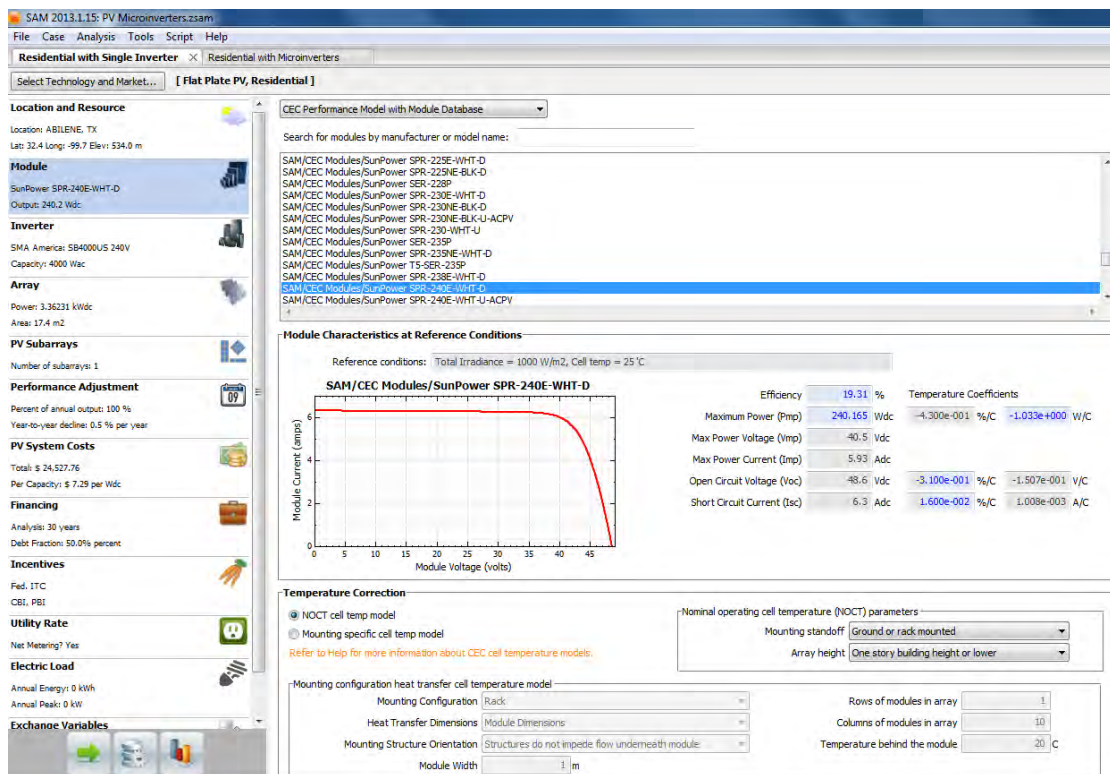 SAM 2013.1.15: PV Microinverters.zsam
File Case Analysis Tools Script Help
Residential with Single Inverter Residential with Microinverters
Select Technology and Market... [ Flat Plate PV, Residential ]
Location and Resource
Location: ABILENE, TX
Lat: 32.4 Long: -99.7 Elev: 534.0 m
Module
SunPower SPR-240E-WHT-D
Output: 240.2 Wdc
Inverter
SMA America: SB4000US 240V
Capacity: 4000 Wac
Array
Power: 3.36231 kWdc
Area: 17.4 m2
PV Subarrays
Number of subarrays: 1
Performance Adjustment
Percent of annual output: 100 %
Year-to-year decline: 0.5 % per year
09
PV System Costs
Total: $ 24,527.76
Per Capacity: $ 7.29 per Wdc
Financing
Analysis: 30 years
Debt Fraction: 50.0% percent
Incentives
Fed. ITC
CBI, PBI
Utility Rate
Net Metering? Yes
Electric Load
Annual Energy: 0 kWh
Annual Peak: 0 kW
Exchange Variables
CEC Performance Model with Module Database
Search for modules by manufacturer or model name:
SAM/CEC Modules/SunPower SPR-225E-WHT-D
SAM/CEC Modules/SunPower SPR-225NE-BLK-D
SAM/CEC Modules/SunPower SER-228P
SAM/CEC Modules/SunPower SPR-230E-WHT-D
SAM/CEC Modules/SunPower SPR-230NE-BLK-D
SAM/CEC Modules/SunPower SPR-230NE-BLK-U-ACPV
SAM/CEC Modules/SunPower SPR-230-WHT-U
SAM/CEC Modules/SunPower SER-235P
SAM/CEC Modules/SunPower SPR-235NE-WHT-D
SAM/CEC Modules/SunPower T5-SER-235P
SAM/CEC Modules/SunPower SPR-238E-WHT-D
SAM/CEC Modules/SunPower SPR-240E-WHT-D
SAM/CEC Modules/SunPower SPR-240E-WHT-U-ACPV
Module Characteristics at Reference Conditions
Reference conditions: Total Irradiance = 1000 W/m2, Cell temp = 25 °C
SAM/CEC Modules/SunPower SPR-240E-WHT-D
Module Current (amps)
6
4
2
0
0 5 10 15 20 25 30 35 40 45
Module Voltage (volts)
Efficiency 19.31 % Temperature Coefficients
Maximum Power (Pmp) 240.165 Wdc -4.300e-001 %/C -1.033e+000 W/C
Max Power Voltage (Vmp) 40.5 Vdc
Max Power Current (Imp) 5.93 Adc
Open Circuit Voltage (Voc) 48.6 Vdc -3.100e-001 %/C -1.507e-001 V/C
Short Circuit Current (Isc) 6.3 Adc 1.600e-002 %/C 1.008e-003 A/C
Temperature Correction
NOCT cell temp model
Mounting specific cell temp model
Refer to Help for more information about CEC cell temperature models.
Nominal operating cell temperature (NOCT) parameters
Mounting standoff Ground or rack mounted
Array height One story building height or lower
Mounting configuration heat transfer cell temperature model
Mounting Configuration Rack Rows of modules in array 1
Heat Transfer Dimensions Module Dimensions Columns of modules in array 10
Mounting Structure Orientation Structures do not impede flow underneath module Temperature behind the module 20 C
Module Width 1 m